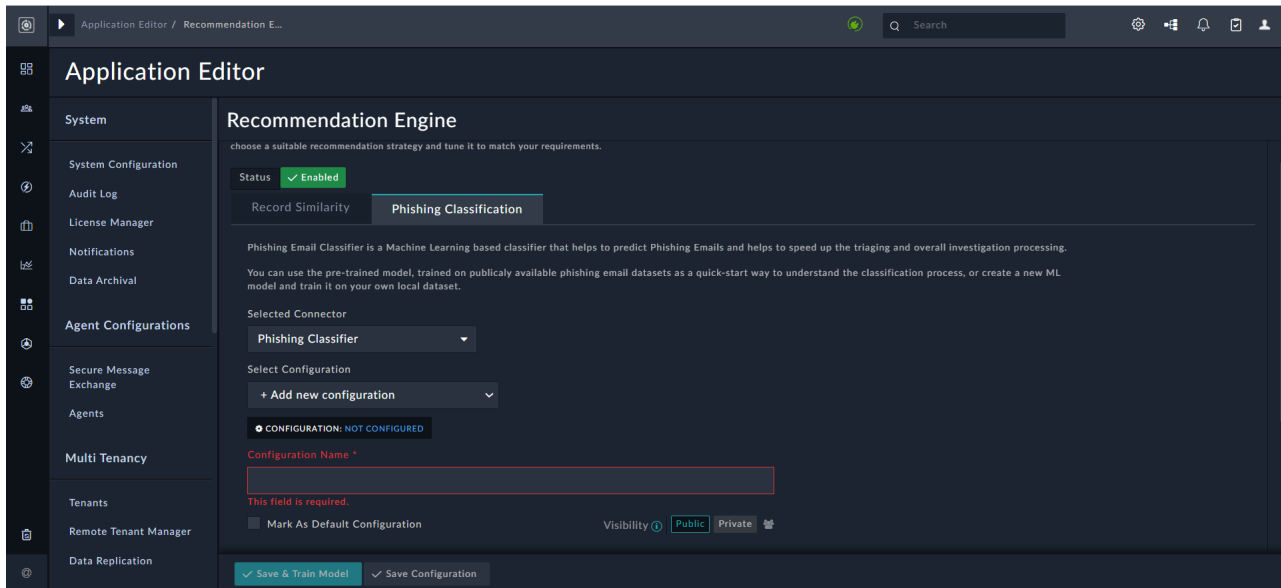 Application Editor / Recommendation E...
Search
Application Editor
System
System Configuration
Audit Log
License Manager
Notifications
Data Archival
Agent Configurations
Secure Message
Exchange
Agents
Multi Tenancy
Tenants
Remote Tenant Manager
Data Replication
@
Recommendation Engine
choose a suitable recommendation strategy and tune it to match your requirements.
Status Enabled
Record Similarity Phishing Classification
Phishing Email Classifier is a Machine Learning based classifier that helps to predict Phishing Emails and helps to speed up the triaging and overall investigation processing.
You can use the pre-trained model, trained on publicaly available phishing email datasets as a quick-start way to understand the classification process, or create a new ML
model and train it on your own local dataset.
Selected Connector
Phishing Classifier
Select Configuration
+ Add new configuration
CONFIGURATION: NOT CONFIGURED
Configuration Name *
This field is required.
Mark As Default Configuration Visibility Public Private
Save & Train Model Save Configuration